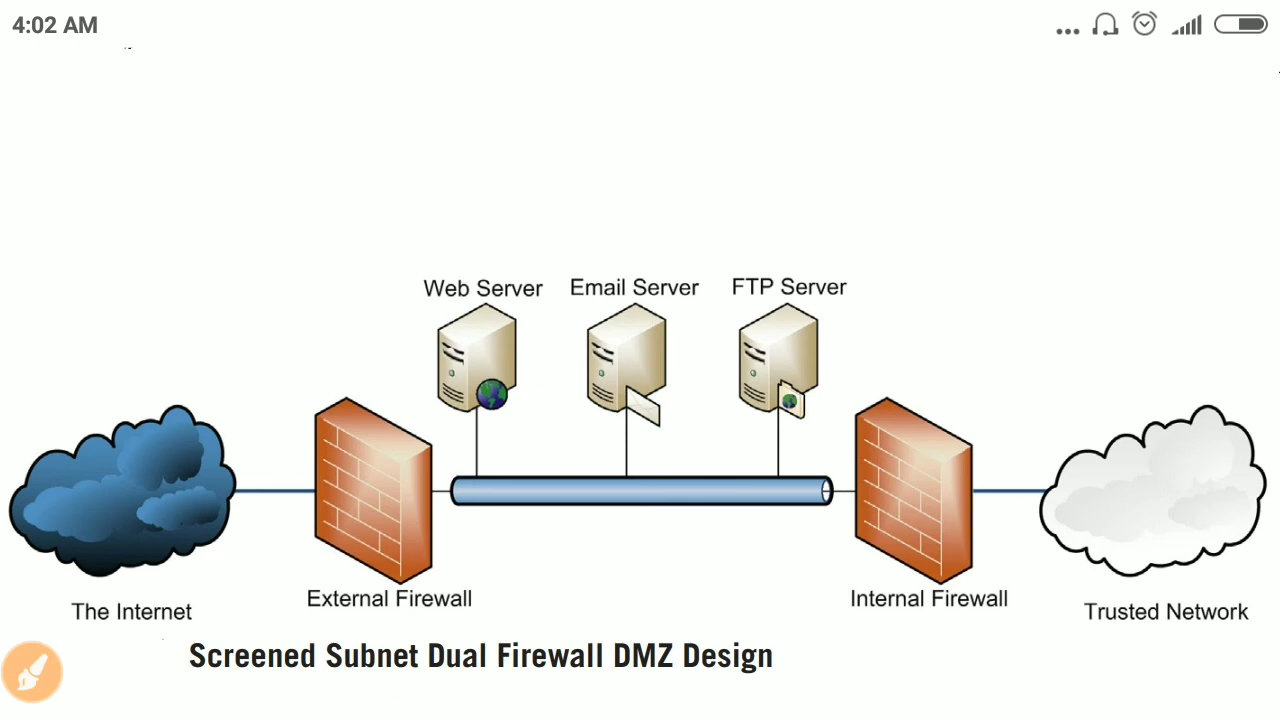 4:02 AM
Web Server
Email Server
FTP Server
External Firewall
Internal Firewall
The Internet
Trusted Network
Screened Subnet Dual Firewall DMZ Design